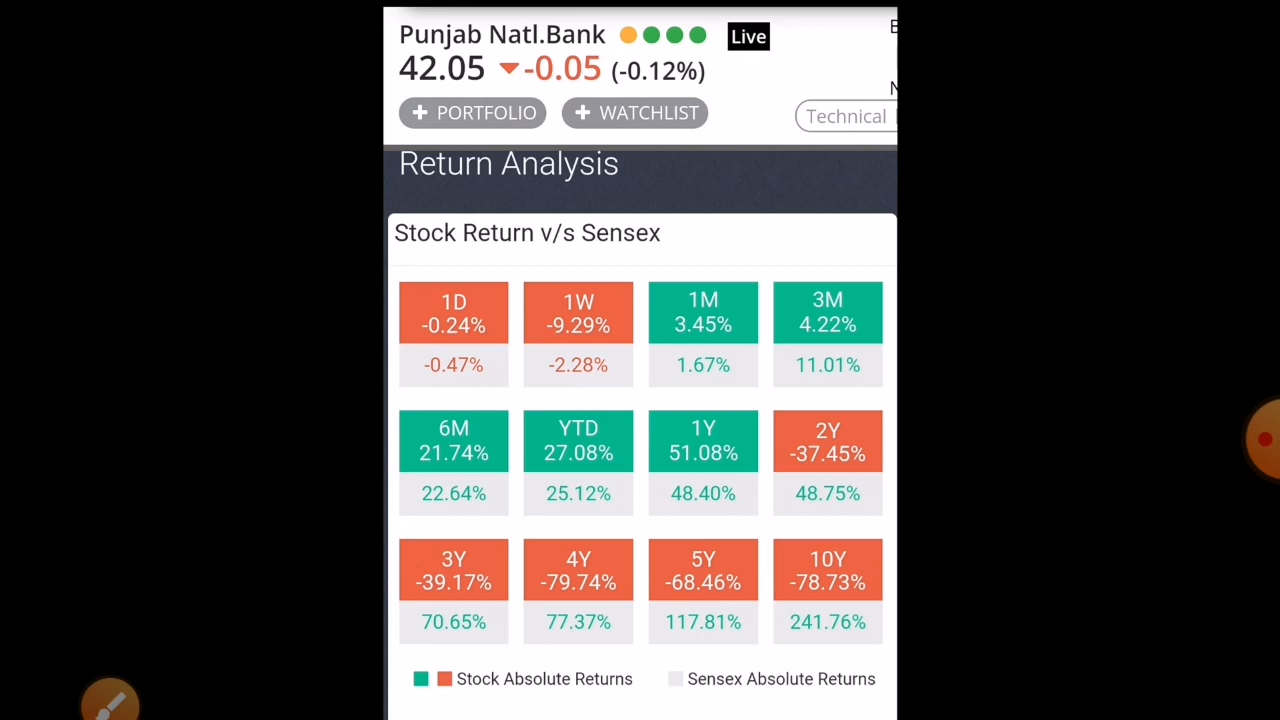 Punjab Natl.Bank Live
42.05 -0.05 (-0.12%)
+ PORTFOLIO + WATCHLIST Technical
Return Analysis
Stock Return v/s Sensex
1D 1W 1M 3M
-0.24% -9.29% 3.45% 4.22%
-0.47% -2.28% 1.67% 11.01%
6M YTD 1Y 2Y
21.74% 27.08% 51.08% -37.45%
22.64% 25.12% 48.40% 48.75%
3Y 4Y 5Y 10Y
-39.17% -79.74% -68.46% -78.73%
70.65% 77.37% 117.81% 241.76%
Stock Absolute Returns Sensex Absolute Returns